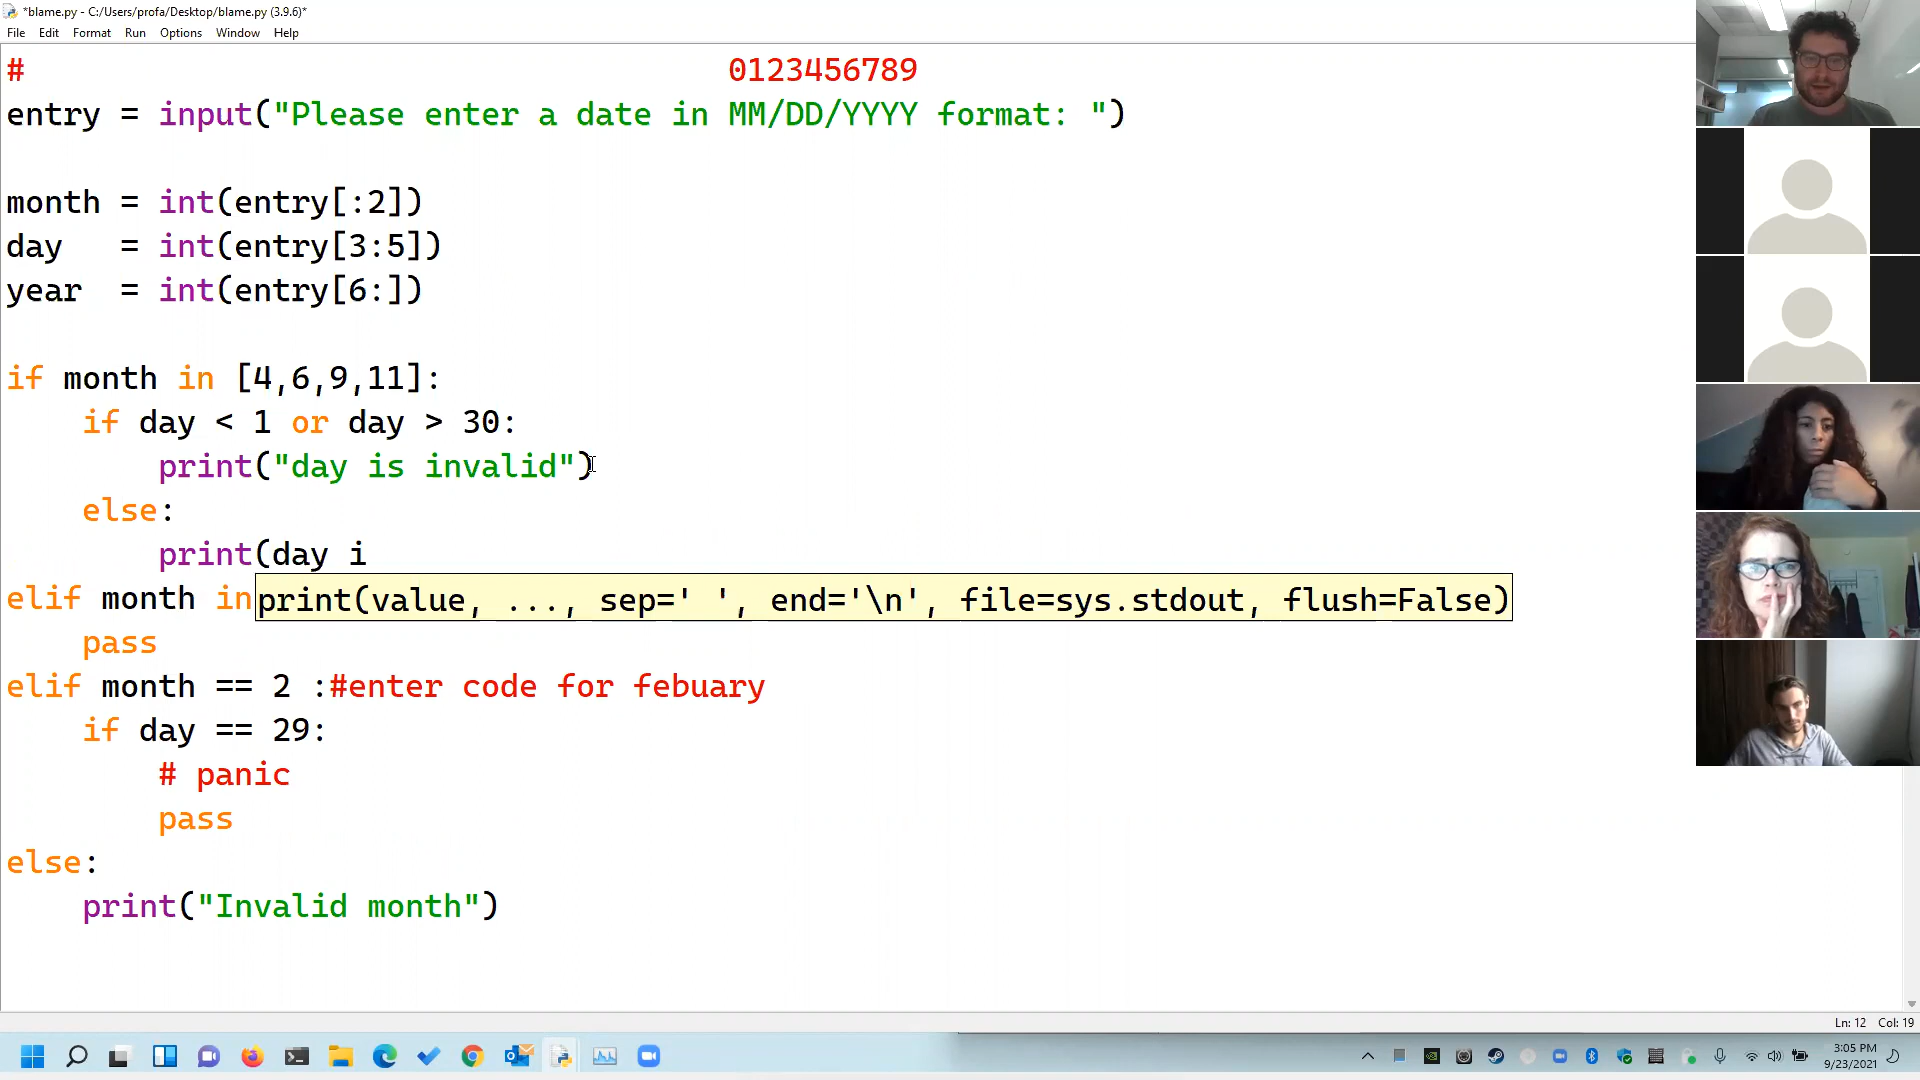 *blame.py - C:/Users/profa/Desktop/blame.py (3.9.6)*
File Edit Format Run Options Window Help
# 0123456789
entry = input("Please enter a date in MM/DD/YYYY format: ")
month = int(entry[:2])
day = int(entry[3:5])
year = int(entry[6:])
if month in [4,6,9,11]:
if day < 1 or day > 30:
print("day is invalid")
else:
print(day i
elif month in
print(value, ..., sep=' ', end='\n', file=sys.stdout, flush=False)
pass
elif month == 2 :#enter code for febuary
if day == 29:
# panic
pass
else:
print("Invalid month")
Ln: 12 Col: 19
3:05 PM
9/23/2021